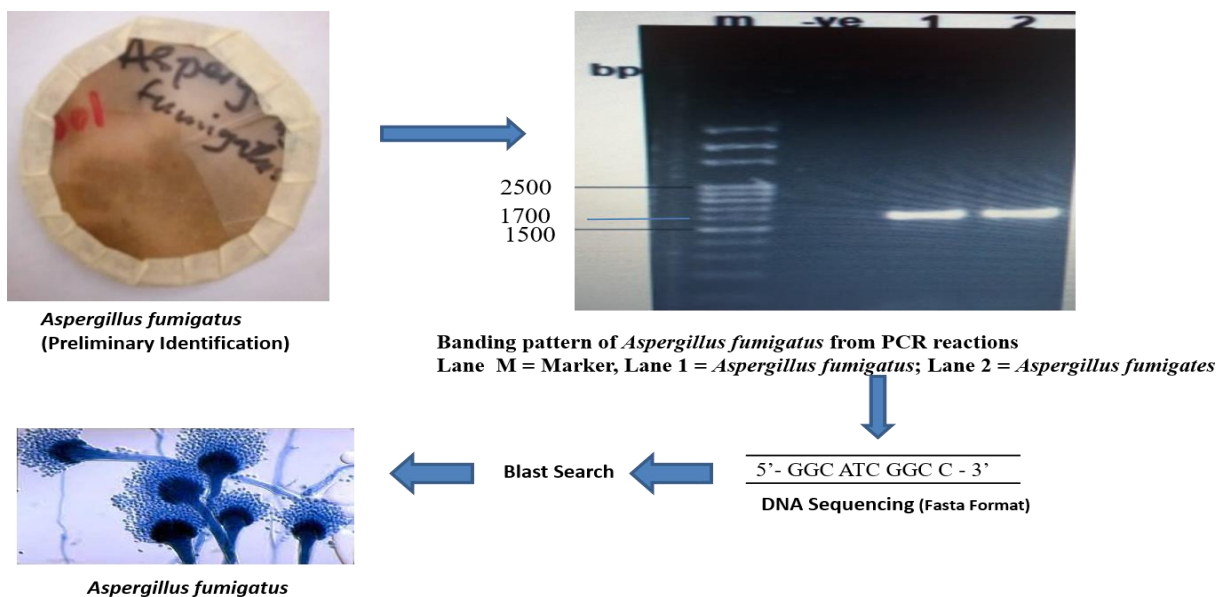 Aspergillus
fumigatus
Aspergillus fumigatus
(Preliminary Identification)
m -ve 1 2
bp
2500
1700
1500
Banding pattern of Aspergillus fumigatus from PCR reactions
Lane M = Marker, Lane 1 = Aspergillus fumigatus; Lane 2 = Aspergillus fumigates
5’- GGC ATC GGC C - 3’
DNA Sequencing (Fasta Format)
Blast Search
Aspergillus fumigatus